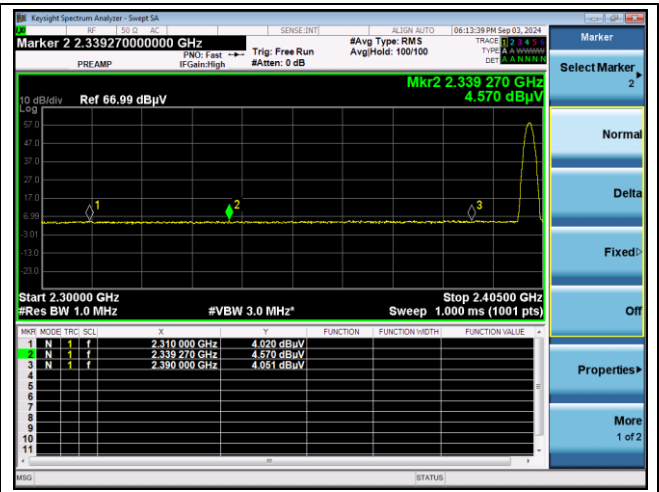 Keysight Spectrum Analyzer - Swept SA
RF 50 Ω AC SENSE:INT ALIGN AUTO 06:13:39 PM Sep 03, 2024
Marker 2 2.339270000000 GHz
PREAMP
PNO: Fast
IFGain:High
Trig: Free Run
#Atten: 0 dB
#Avg Type: RMS
Avg|Hold: 100/100
TRACE 1 2 3 4 5 6
TYPE A A WWWW
DET A A N N N N
Mkr2 2.339 270 GHz
4.570 dBµV
10 dB/div Ref 66.99 dBµV
Log
57.0
47.0
37.0
27.0
17.0
6.99
-3.01
-13.0
-23.0
1
2
3
Start 2.30000 GHz Stop 2.40500 GHz
#Res BW 1.0 MHz #VBW 3.0 MHz* Sweep 1.000 ms (1001 pts)
MKR MODE TRC SCL X Y FUNCTION FUNCTION WIDTH FUNCTION VALUE
1 N 1 f 2.310 000 GHz 4.020 dBµV
2 N 1 f 2.339 270 GHz 4.570 dBµV
3 N 1 f 2.390 000 GHz 4.051 dBµV
4
5
6
7
8
9
10
11
MSG STATUS
Marker
Select Marker
2
Normal
Delta
Fixed
Off
Properties
More
1 of 2